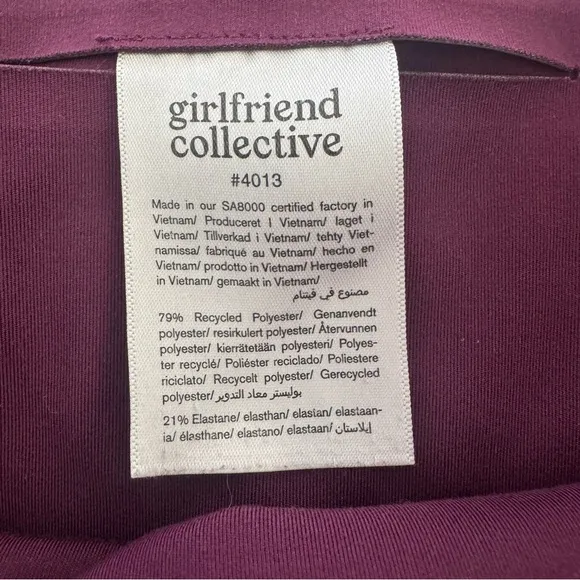 girlfriend
collective
#4013
Made in our SA8000 certified factory in
Vietnam/ Produceret I Vietnam/ laget i
Vietnam/ Tillverkad i Vietnam/ tehty Viet-
namissa/ fabriqué au Vietnam/ hecho en
Vietnam/ prodotto in Vietnam/ Hergestellt
in Vietnam/ gemaakt in Vietnam/
مصنوع في فيتنام
79% Recycled Polyester/ Genanvendt
polyester/ resirkulert polyester/ Återvunnen
polyester/ kierrätetään polyesteri/ Polyes-
ter recyclé/ Poliéster reciclado/ Poliestere
riciclato/ Recycelt polyester/ Gerecycled
polyester/ بوليستر معاد التدوير
21% Elastane/ elasthan/ elastan/ elastaan-
ia/ élasthane/ elastano/ elastaan/ إيلاستان